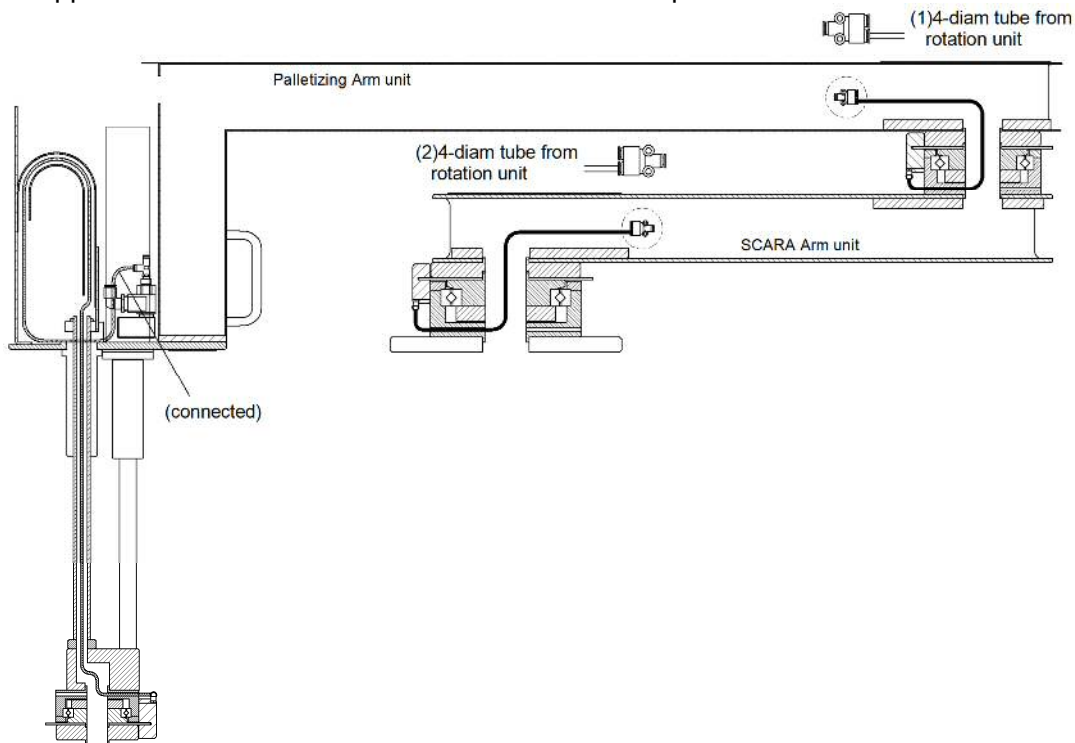 (1)4-diam tube from
rotation unit
Palletizing Arm unit
(2)4-diam tube from
rotation unit
SCARA Arm unit
(connected)